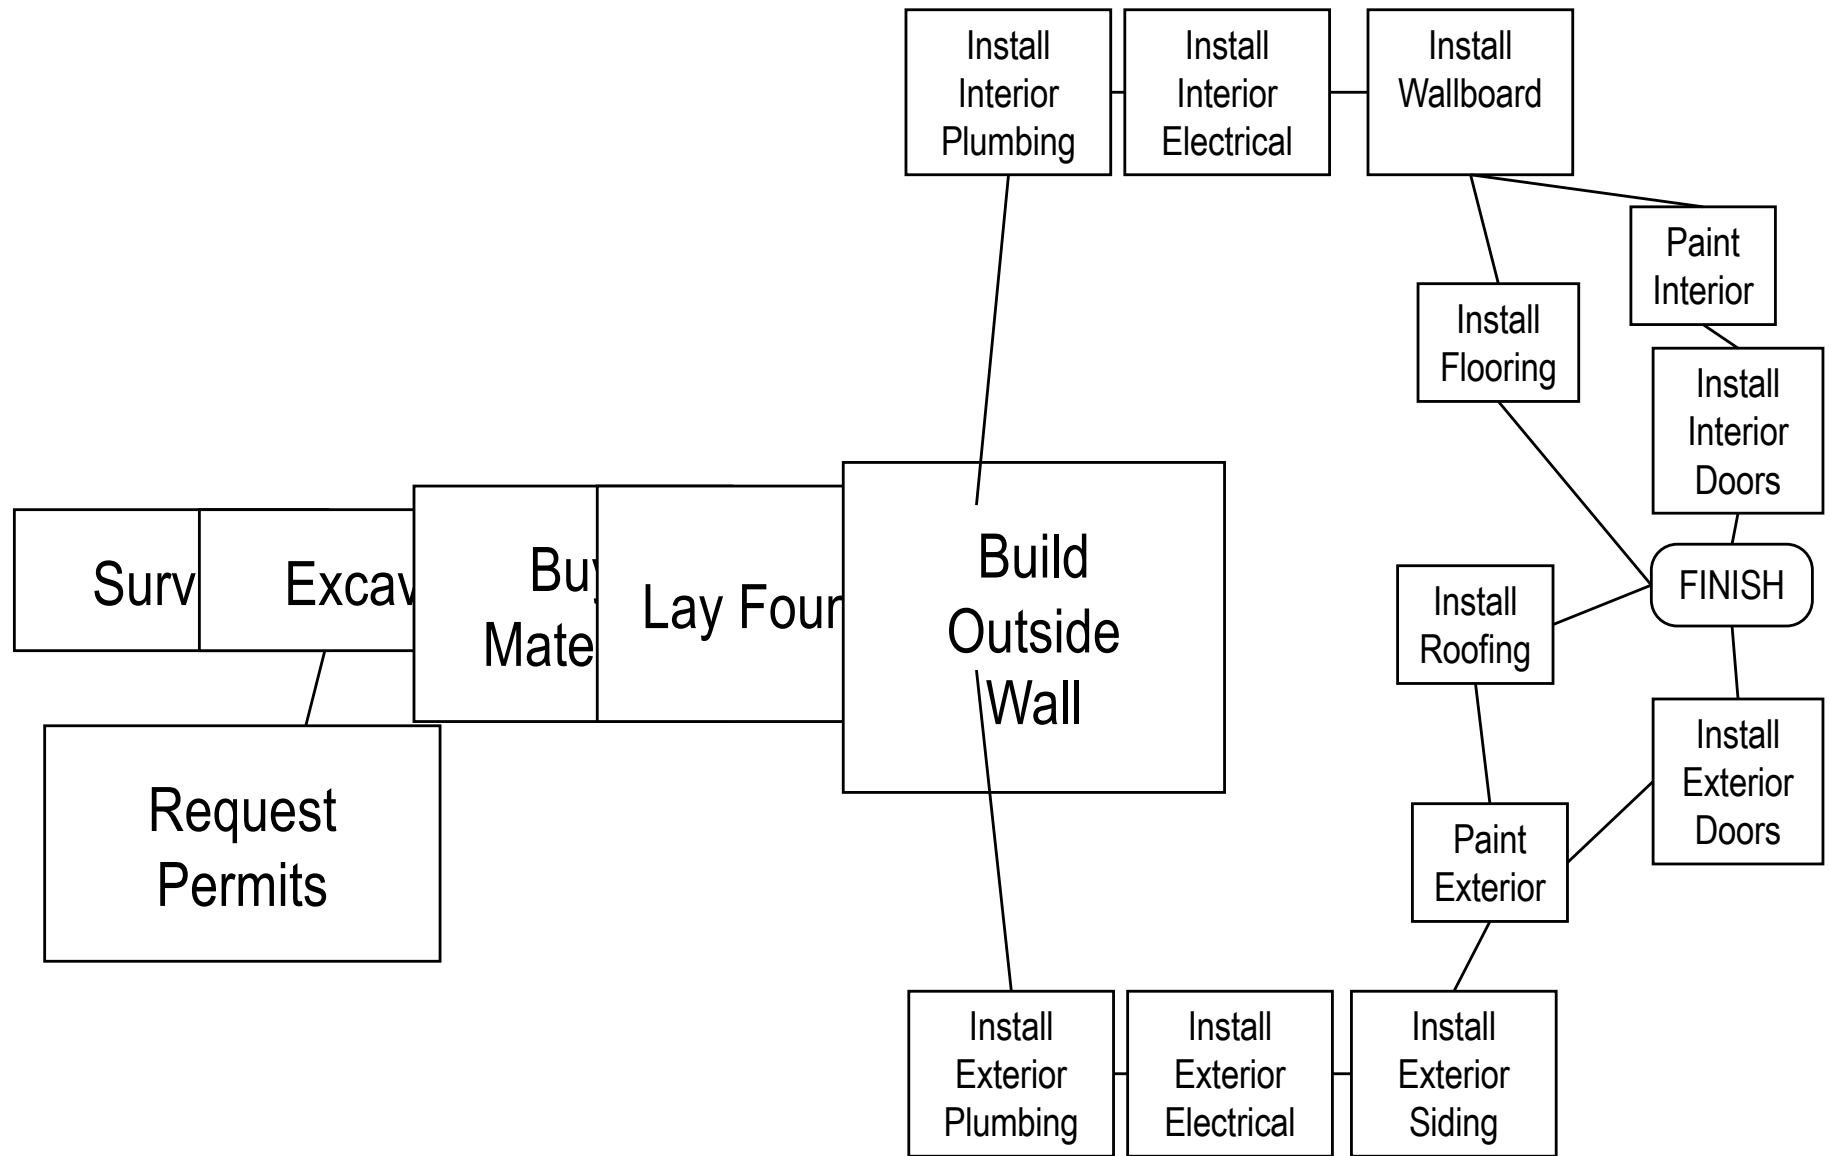 Install
Interior
Plumbing
Install
Interior
Electrical
Install
Wallboard
Paint
Interior
Install
Flooring
Install
Interior
Doors
Surv
Excav
Buy
Mate
Lay Four
Build
Outside
Wall
FINISH
Install
Roofing
Request
Permits
Install
Exterior
Doors
Paint
Exterior
Install
Exterior
Plumbing
Install
Exterior
Electrical
Install
Exterior
Siding